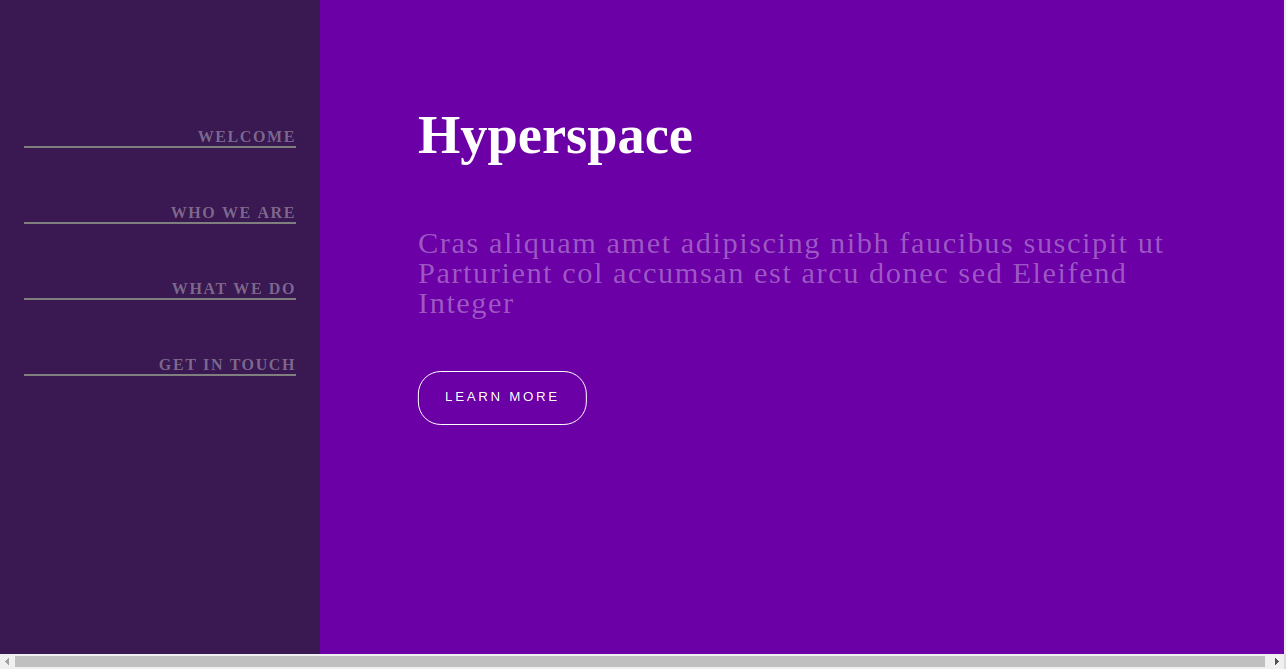 WELCOME
WHO WE ARE
WHAT WE DO
GET IN TOUCH
Hyperspace
Cras aliquam amet adipiscing nibh faucibus suscipit ut
Parturient col accumsan est arcu donec sed Eleifend
Integer
LEARN MORE